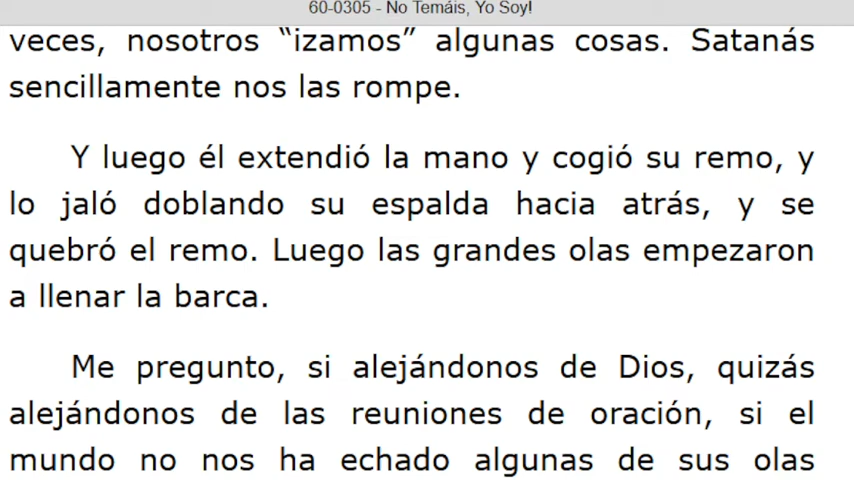 60-0305 - No Temáis, Yo Soy!
veces, nosotros “izamos” algunas cosas. Satanás
sencillamente nos las rompe.
Y luego él extendió la mano y cogió su remo, y
lo jaló doblando su espalda hacia atrás, y se
quebró el remo. Luego las grandes olas empezaron
a llenar la barca.
Me pregunto, si alejándonos de Dios, quizás
alejándonos de las reuniones de oración, si el
mundo no nos ha echado algunas de sus olas